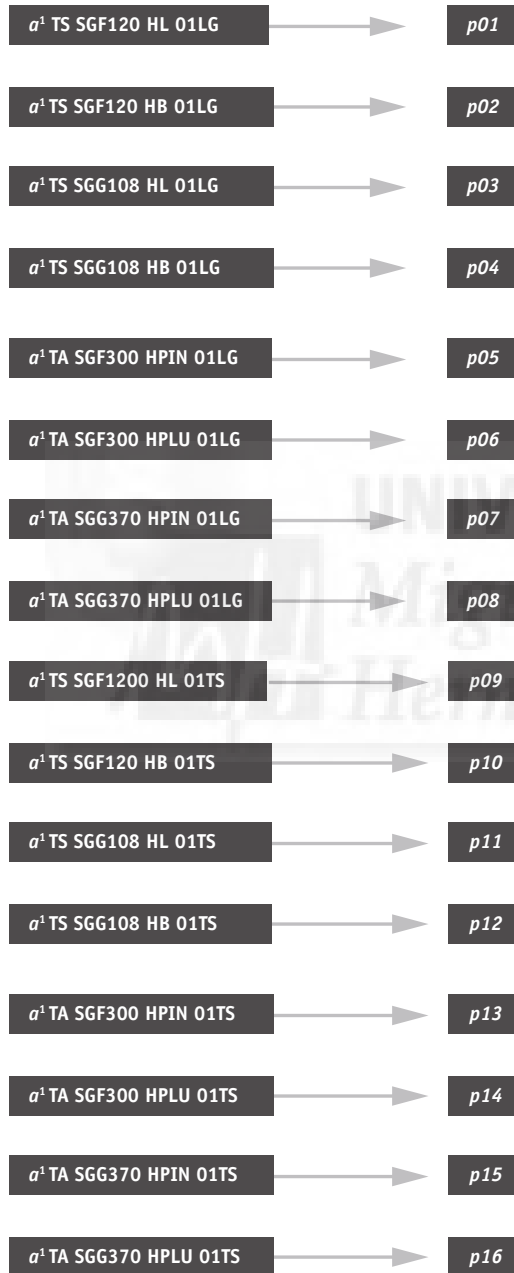 a¹ TS SGF120 HL 01LG p01
a¹ TS SGF120 HB 01LG p02
a¹ TS SGG108 HL 01LG p03
a¹ TS SGG108 HB 01LG p04
a¹ TA SGF300 HPIN 01LG p05
a¹ TA SGF300 HPLU 01LG p06
a¹ TA SGG370 HPIN 01LG p07
a¹ TA SGG370 HPLU 01LG p08
a¹ TS SGF1200 HL 01TS p09
a¹ TS SGF120 HB 01TS p10
a¹ TS SGG108 HL 01TS p11
a¹ TS SGG108 HB 01TS p12
a¹ TA SGF300 HPIN 01TS p13
a¹ TA SGF300 HPLU 01TS p14
a¹ TA SGG370 HPIN 01TS p15
a¹ TA SGG370 HPLU 01TS p16